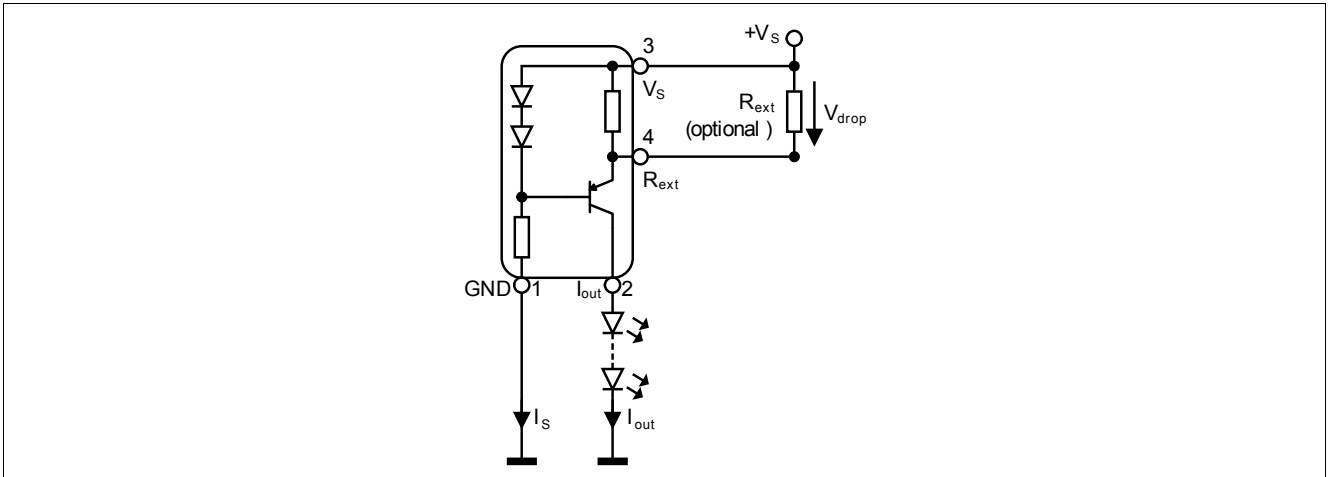 +VS
3
VS
Rext
(optional )
Vdrop
4
Rext
GND 1
Iout 2
IS
Iout